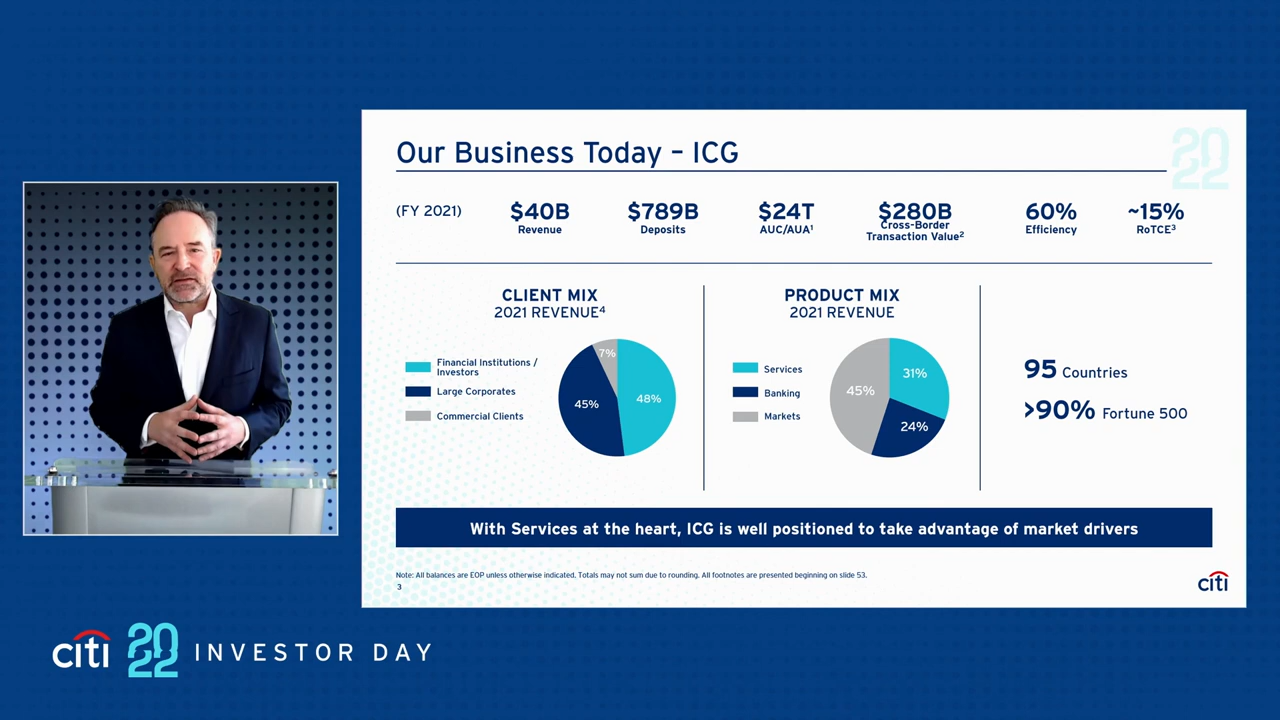 Our Business Today – ICG
2022
(FY 2021)
$40B
Revenue
$789B
Deposits
$24T
AUC/AUA¹
$280B
Cross-Border
Transaction Value²
60%
Efficiency
~15%
RoTCE³
CLIENT MIX
2021 REVENUE⁴
Financial Institutions /
Investors
Large Corporates
Commercial Clients
7%
45%
48%
PRODUCT MIX
2021 REVENUE
Services
Banking
Markets
31%
45%
24%
95 Countries
>90% Fortune 500
With Services at the heart, ICG is well positioned to take advantage of market drivers
Note: All balances are EOP unless otherwise indicated. Totals may not sum due to rounding. All footnotes are presented beginning on slide 53.
3
citi
citi 2022 INVESTOR DAY